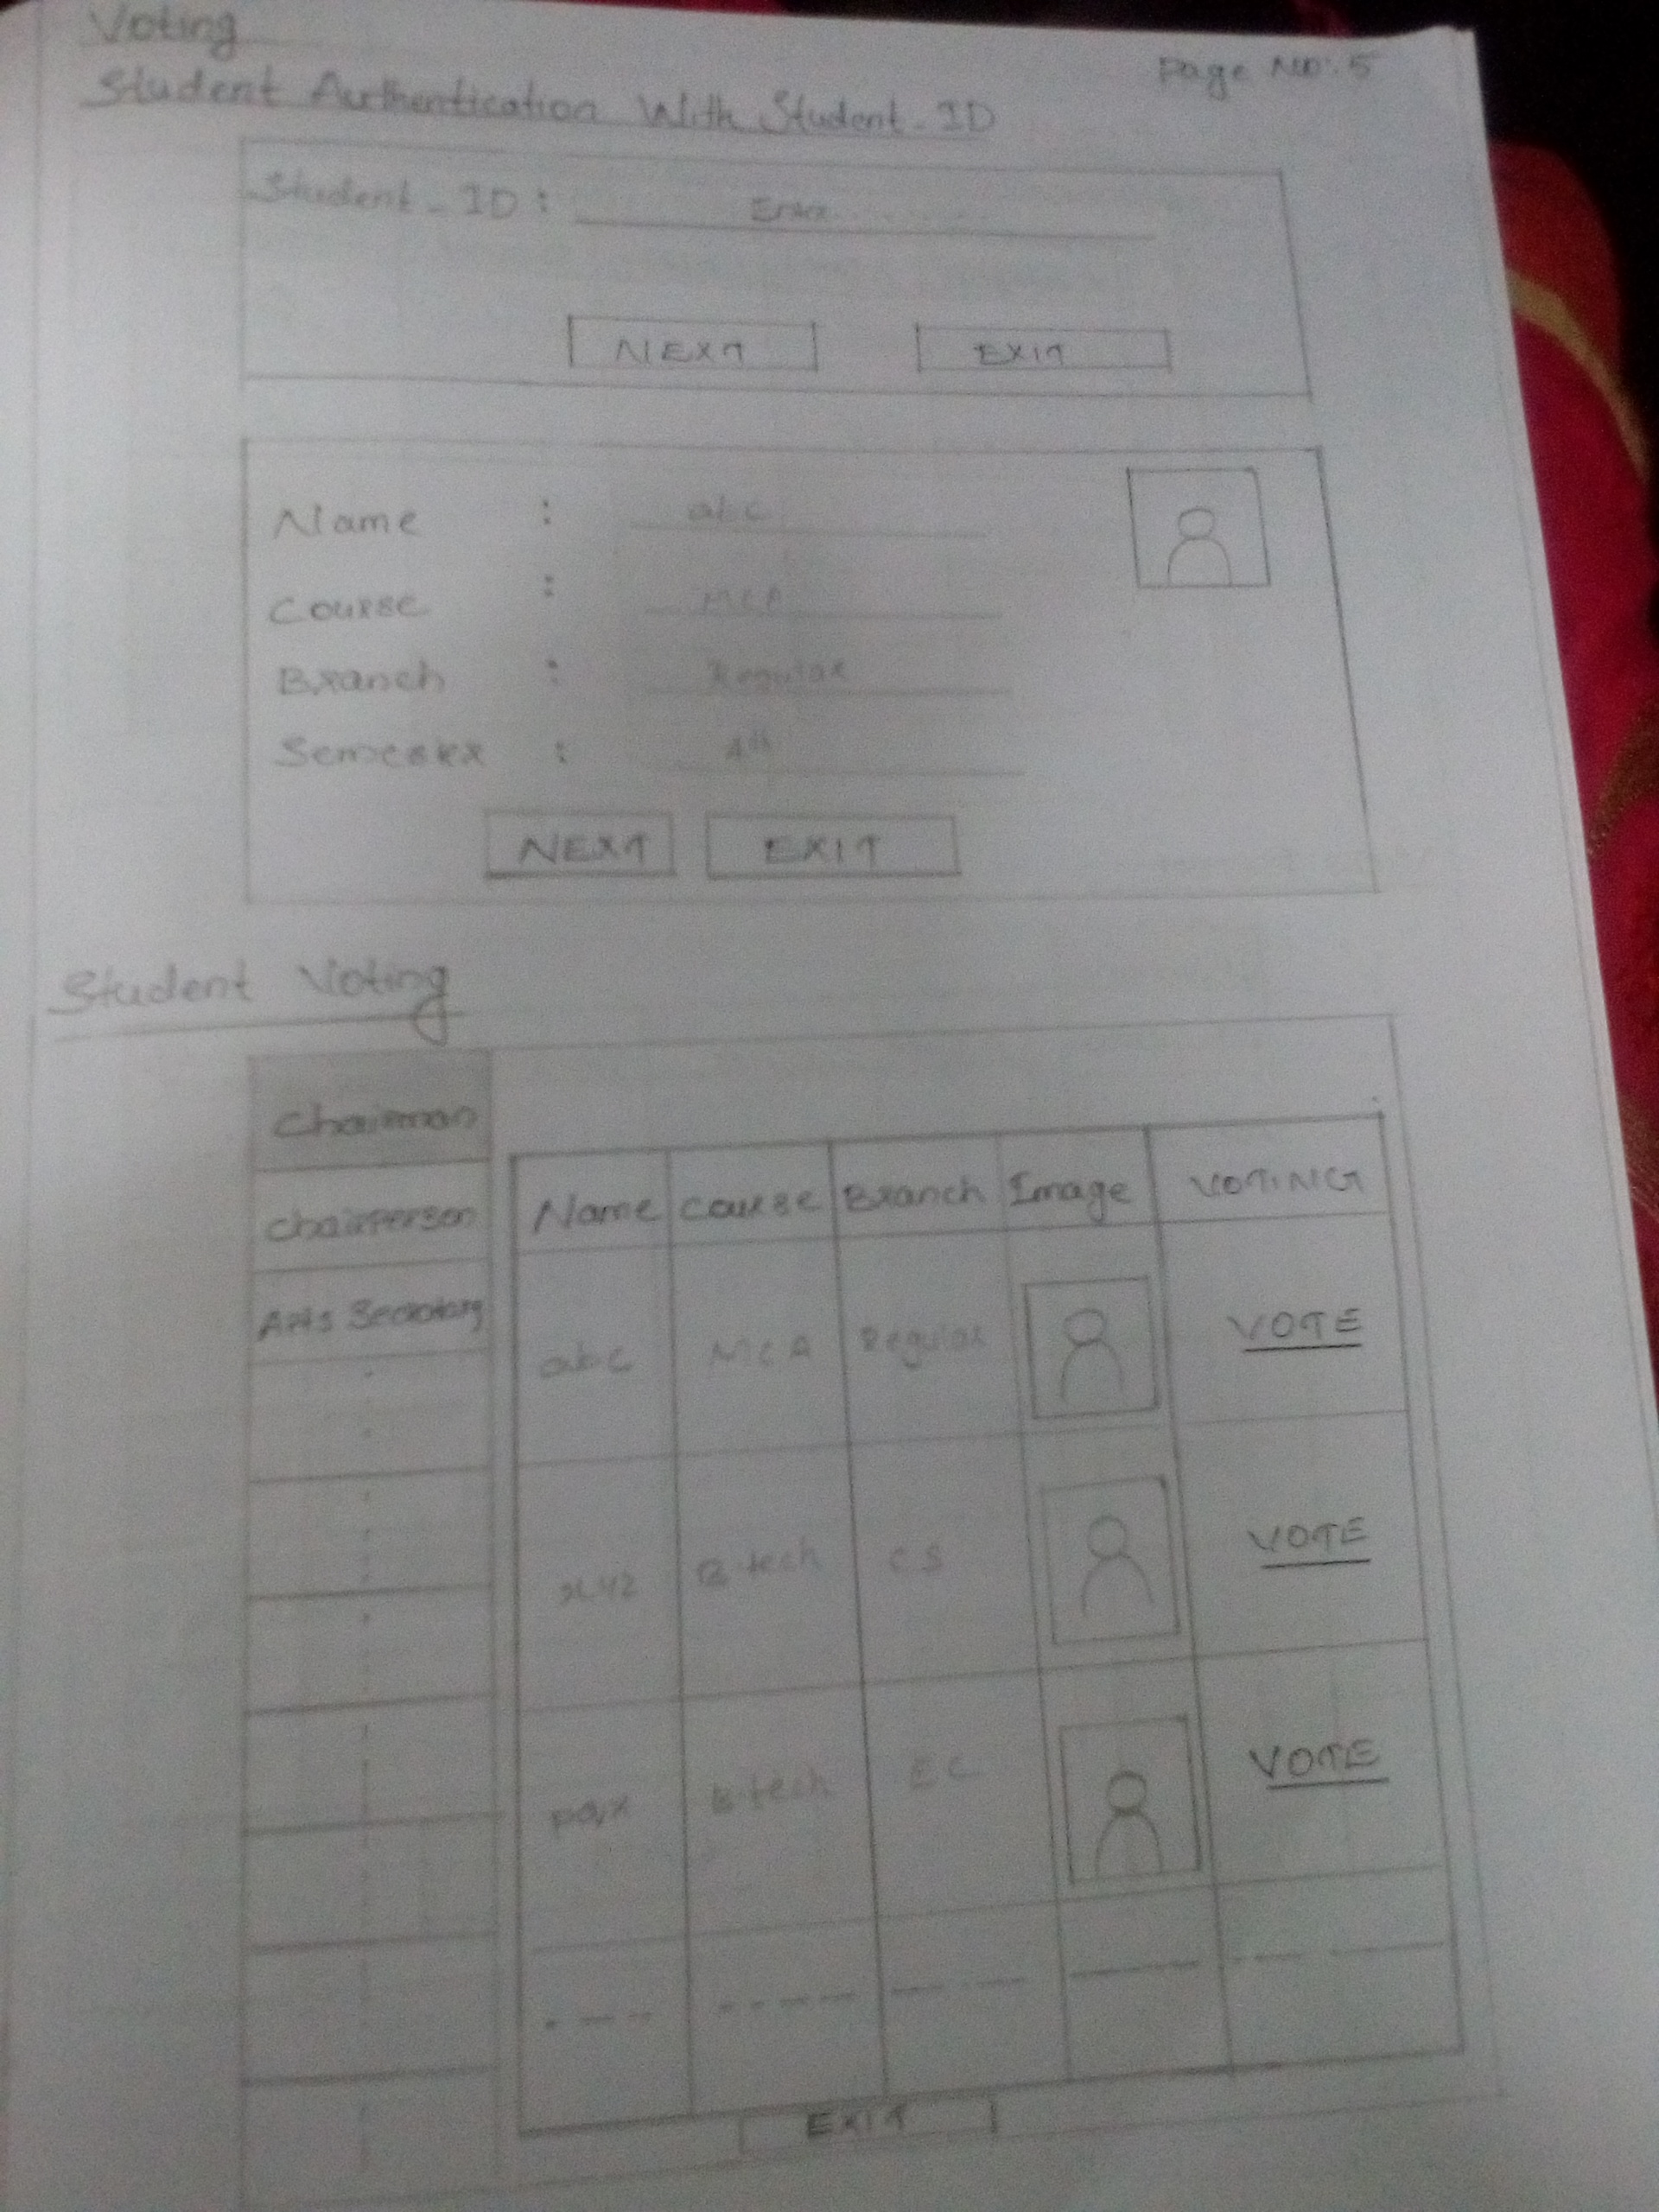 Voting
Page No: 5
Student Authentication With Student-ID
Student-ID : Enter
NEXT EXIT
Name : abc
Course : MCA
Branch : Regular
Semester : 4th
NEXT EXIT
Student Voting
Chairman
Chairperson
Arts Secretary
Name Course Branch Image VOTING
abc MCA Regular VOTE
xyz B.tech CS VOTE
pqr B.tech EC VOTE
EXIT